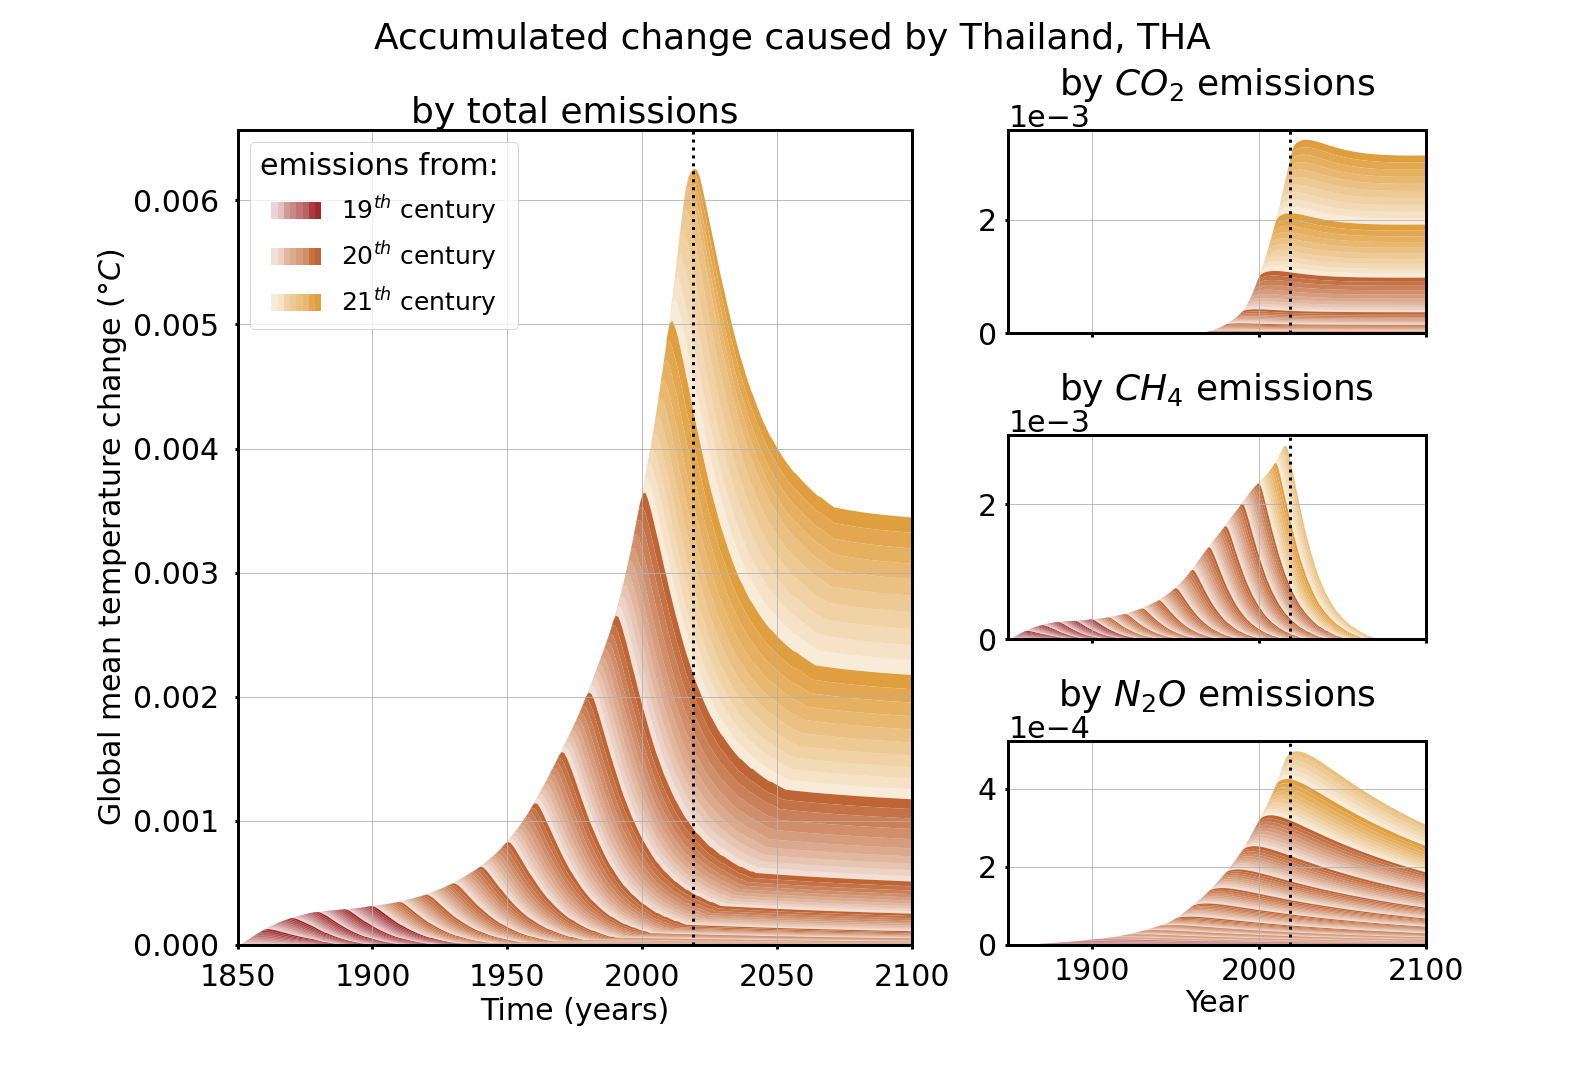 Accumulated change caused by Thailand, THA
by total emissions
emissions from:
19th century
20th century
21th century
Global mean temperature change (°C)
0.006
0.005
0.004
0.003
0.002
0.001
0.000
1850 1900 1950 2000 2050 2100
Time (years)
by CO2 emissions
1e−3
2
0
by CH4 emissions
1e−3
2
0
by N2O emissions
1e−4
4
2
0
1900 2000 2100
Year